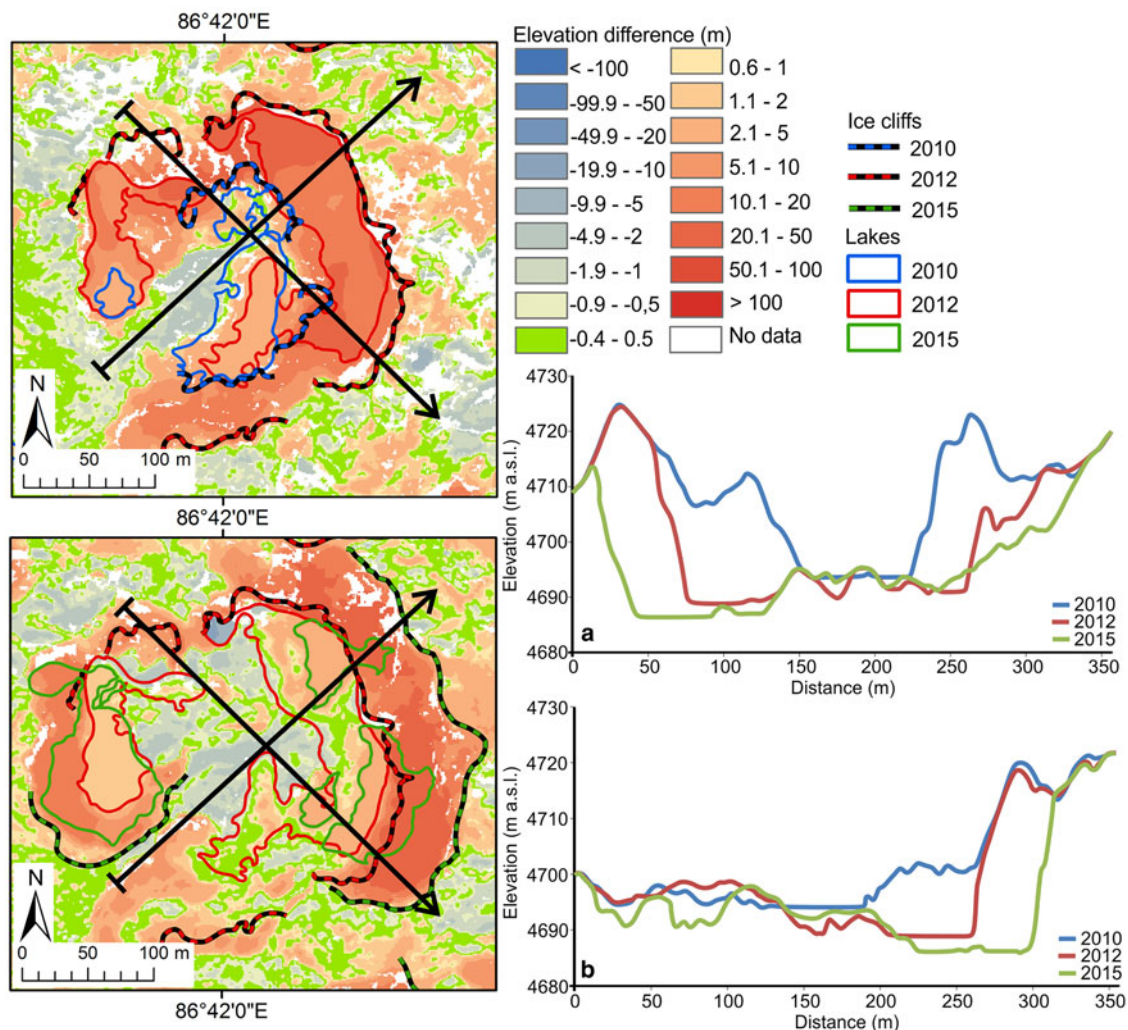 86°42'0"E
N
0 50 100 m
86°42'0"E
N
0 50 100 m
86°42'0"E
Elevation difference (m)
< -100
-99.9 - -50
-49.9 - -20
-19.9 - -10
-9.9 - -5
-4.9 - -2
-1.9 - -1
-0.9 - -0,5
-0.4 - 0.5
0.6 - 1
1.1 - 2
2.1 - 5
5.1 - 10
10.1 - 20
20.1 - 50
50.1 - 100
> 100
No data
Ice cliffs
2010
2012
2015
Lakes
2010
2012
2015
4730
4720
4710
4700
4690
4680
Elevation (m a.s.l.)
a
2010
2012
2015
0 50 100 150 200 250 300 350
Distance (m)
4730
4720
4710
4700
4690
4680
Elevation (m a.s.l.)
b
2010
2012
2015
0 50 100 150 200 250 300 350
Distance (m)